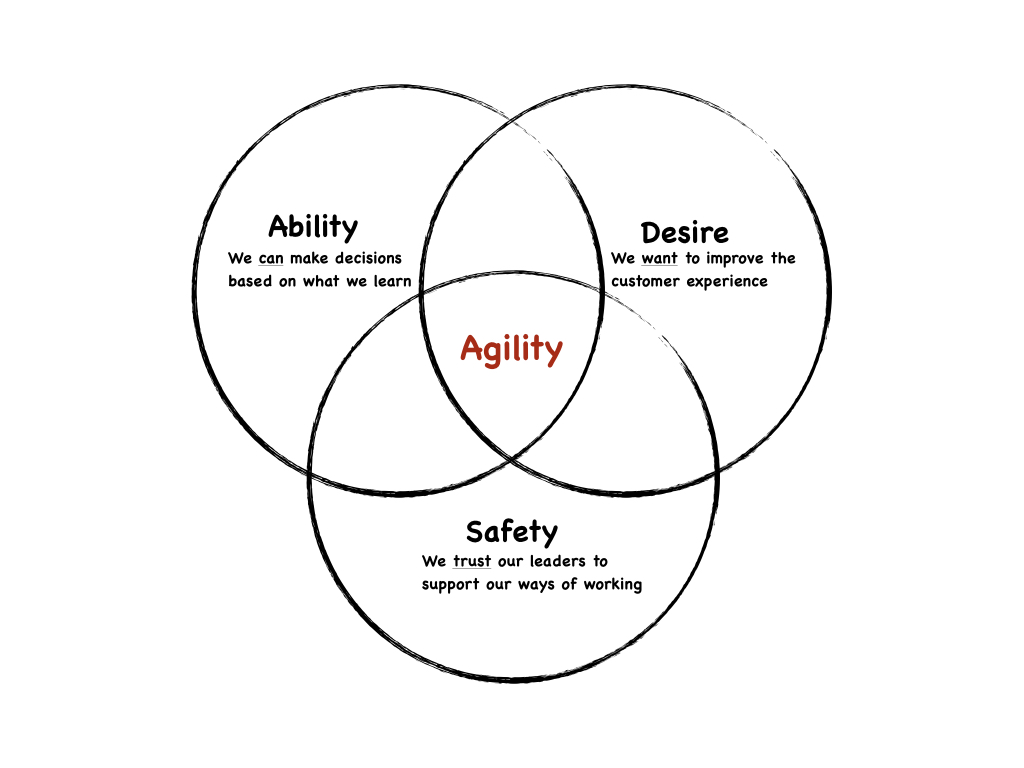 Ability
We can make decisions
based on what we learn
Desire
We want to improve the
customer experience
Agility
Safety
We trust our leaders to
support our ways of working